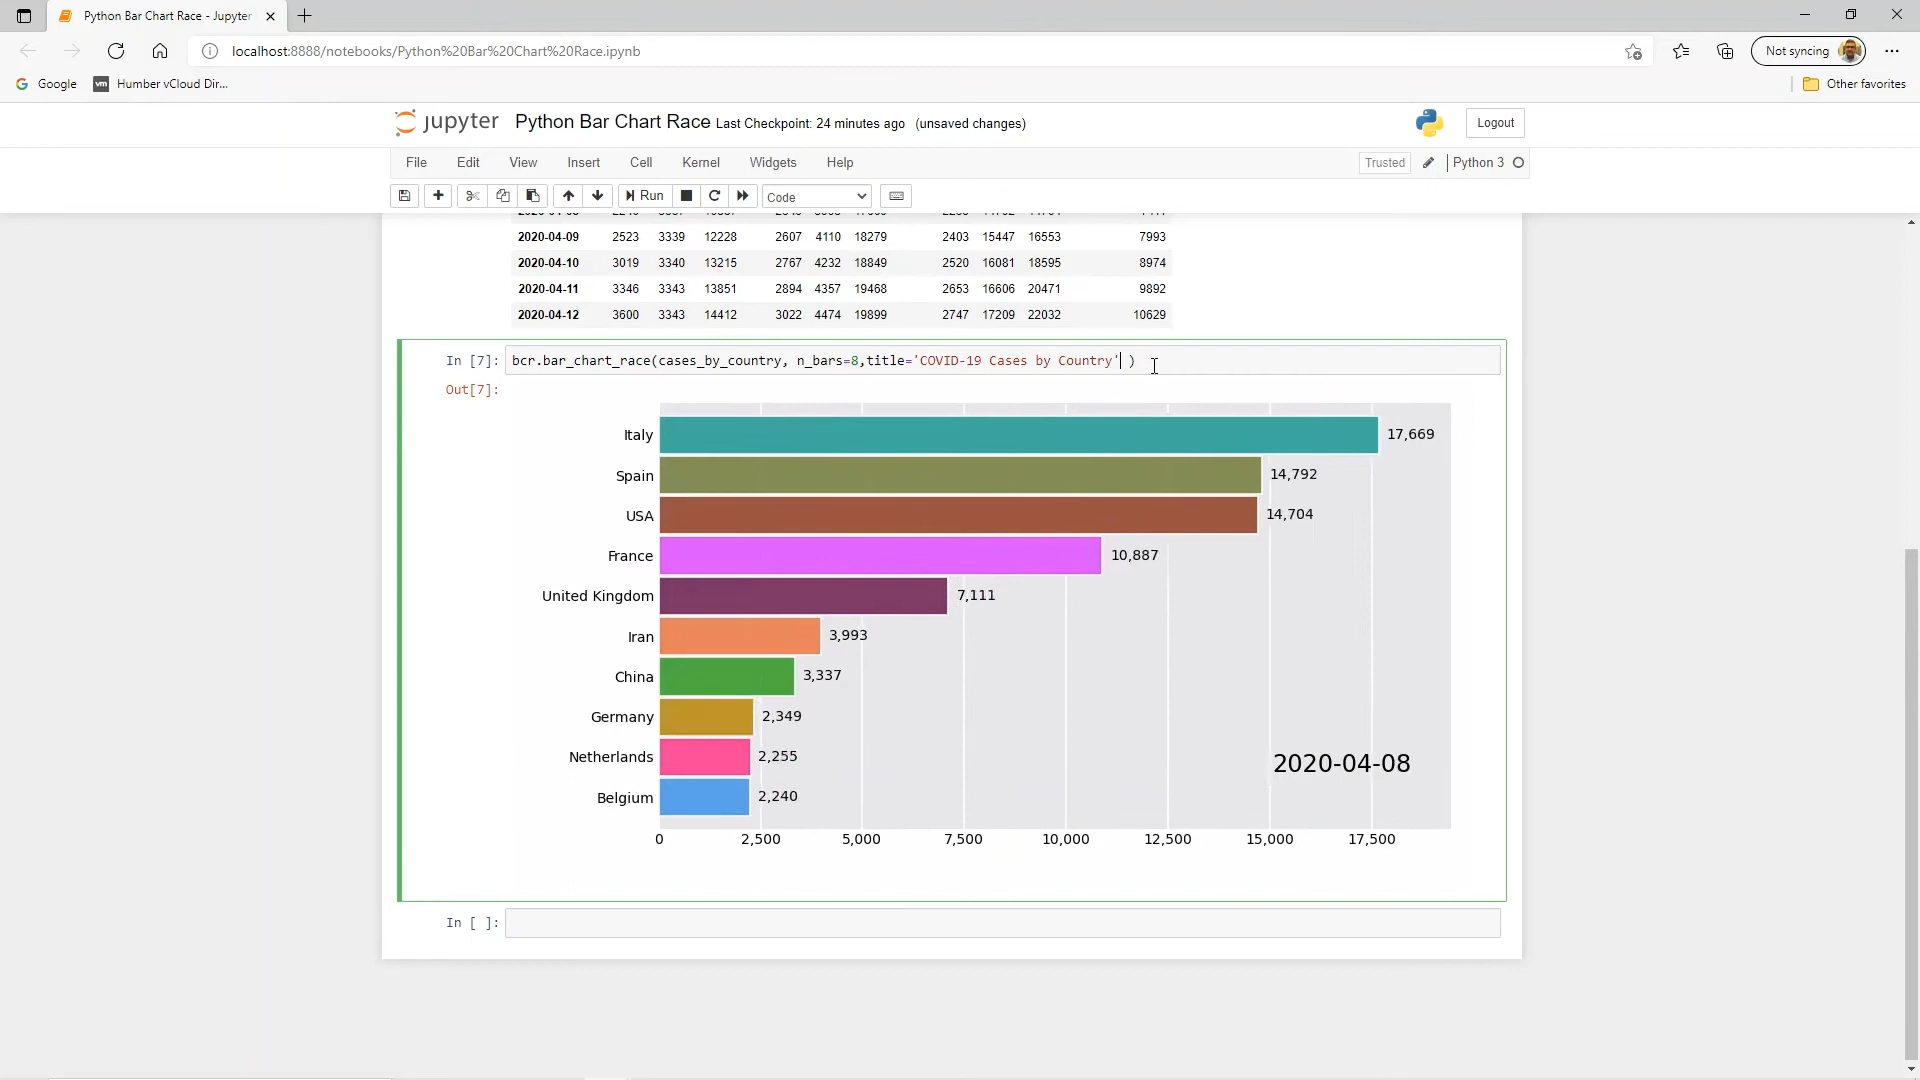 Python Bar Chart Race - Jupyter
localhost:8888/notebooks/Python%20Bar%20Chart%20Race.ipynb
Not syncing
Google
vm Humber vCloud Dir...
Other favorites
jupyter Python Bar Chart Race Last Checkpoint: 24 minutes ago (unsaved changes)
Logout
File Edit View Insert Cell Kernel Widgets Help
Trusted Python 3
Run Code
2020-04-09 2523 3339 12228 2607 4110 18279 2403 15447 16553 7993
2020-04-10 3019 3340 13215 2767 4232 18849 2520 16081 18595 8974
2020-04-11 3346 3343 13851 2894 4357 19468 2653 16606 20471 9892
2020-04-12 3600 3343 14412 3022 4474 19899 2747 17209 22032 10629
In [7]: bcr.bar_chart_race(cases_by_country, n_bars=8,title='COVID-19 Cases by Country' )
Out[7]:
Italy 17,669
Spain 14,792
USA 14,704
France 10,887
United Kingdom 7,111
Iran 3,993
China 3,337
Germany 2,349
Netherlands 2,255
2020-04-08
Belgium 2,240
0 2,500 5,000 7,500 10,000 12,500 15,000 17,500
In [ ]: